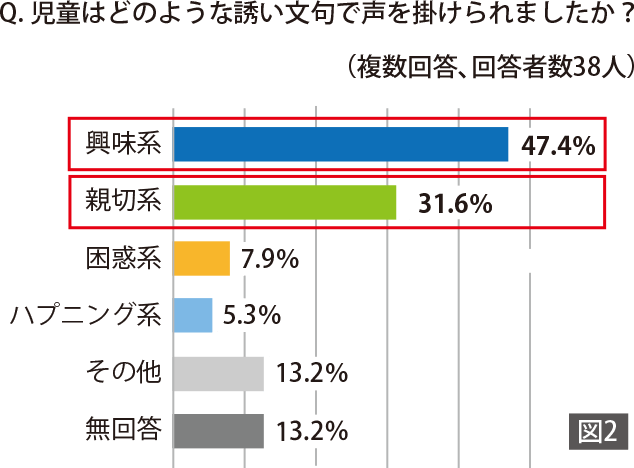 Q. 児童はどのような誘い文句で声を掛けられましたか？
（複数回答、回答者数38人）
興味系 47.4%
親切系 31.6%
困惑系 7.9%
ハプニング系 5.3%
その他 13.2%
無回答 13.2%
図2